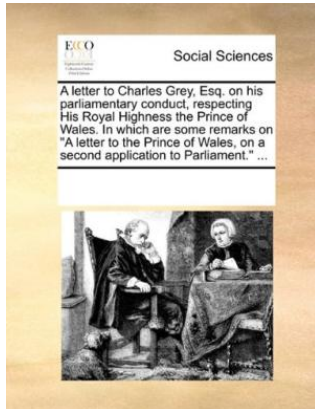 ECCO
Social Sciences
A letter to Charles Grey, Esq. on his
parliamentary conduct, respecting
His Royal Highness the Prince of
Wales. In which are some remarks on
"A letter to the Prince of Wales, on a
second application to Parliament." ...